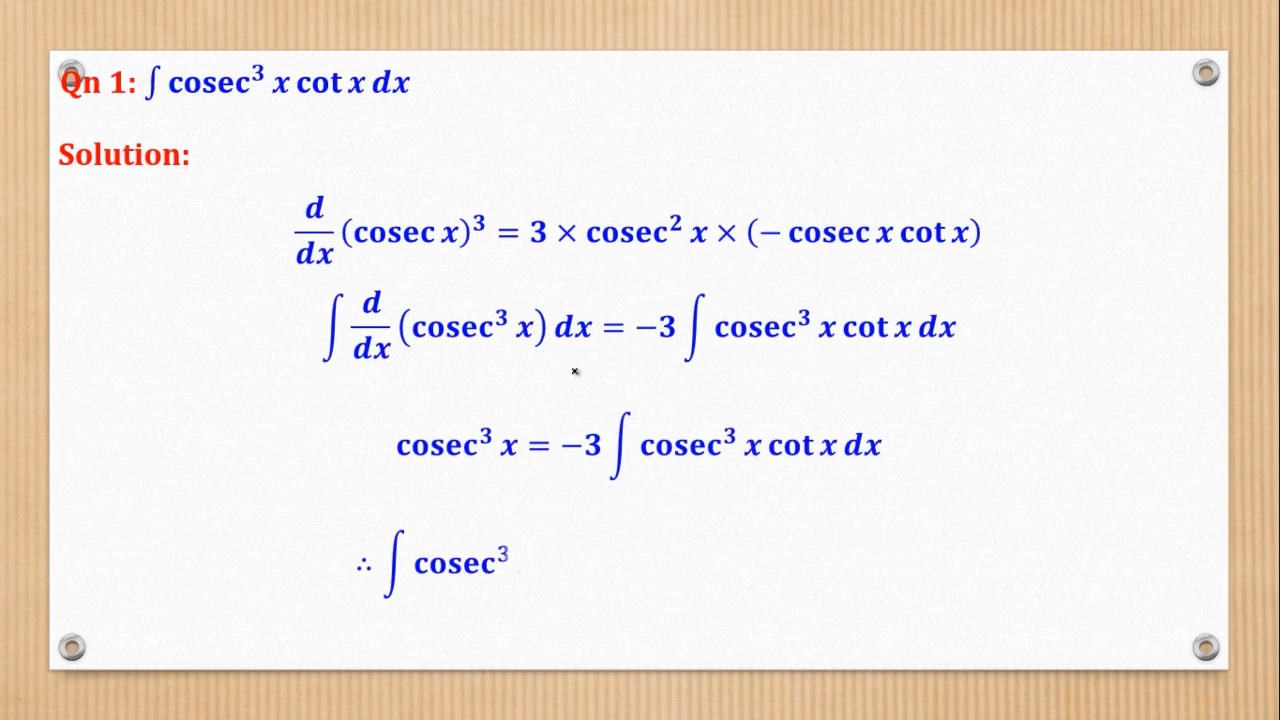 Qn 1: ∫ cosec³ x cot x dx
Solution:
d/dx (cosec x)³ = 3 × cosec² x × (− cosec x cot x)
∫ d/dx (cosec³ x) dx = −3 ∫ cosec³ x cot x dx
cosec³ x = −3 ∫ cosec³ x cot x dx
∴ ∫ cosec³